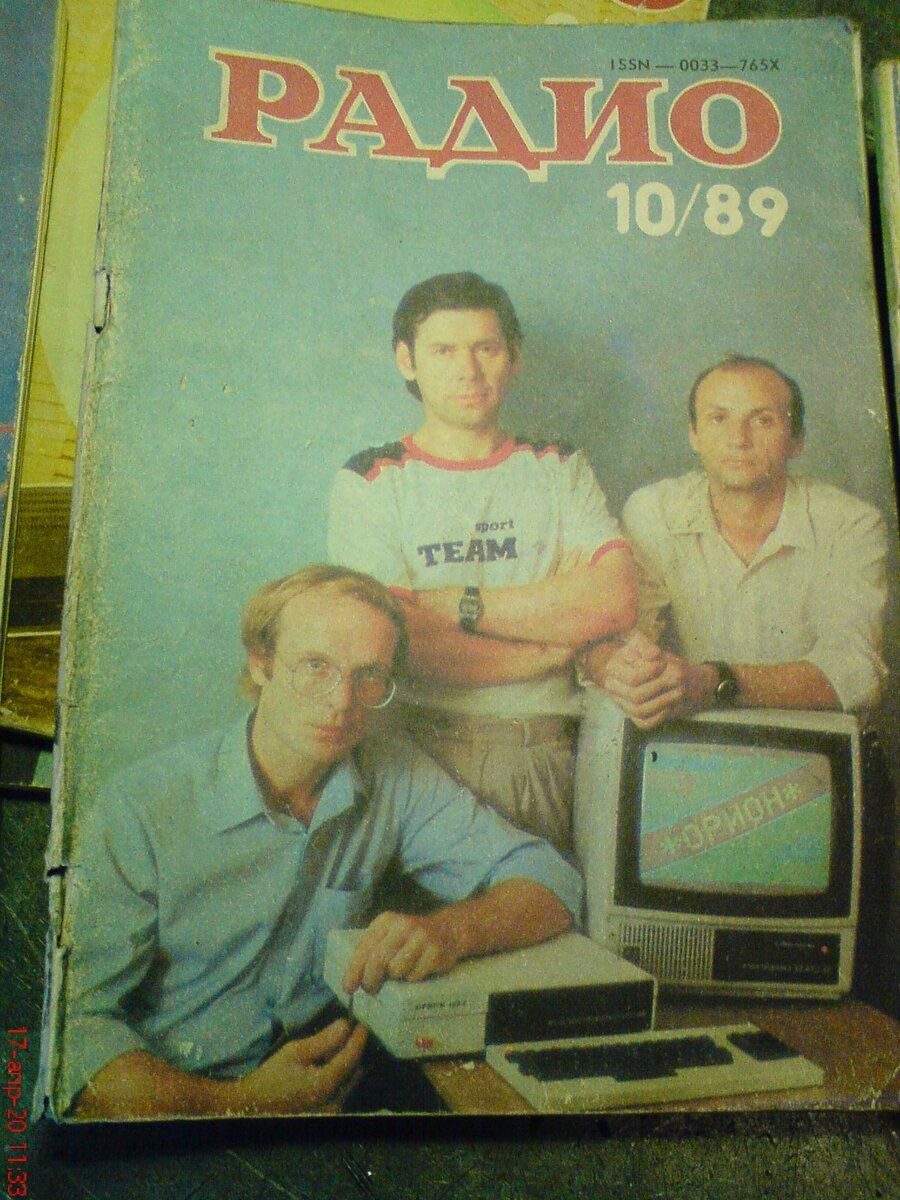 ISSN — 0033—765X
РАДИО
10/89
sport
TEAM
*ОРИОН*
17-апр-20 11:33